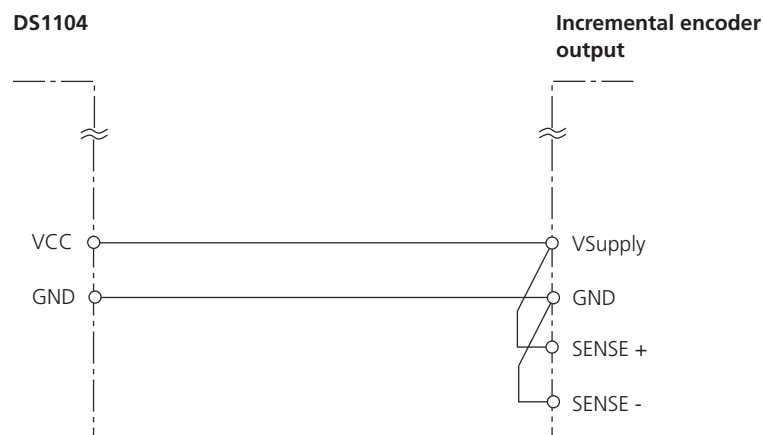 DS1104
Incremental encoder
output
VCC
VSupply
GND
GND
SENSE +
SENSE -